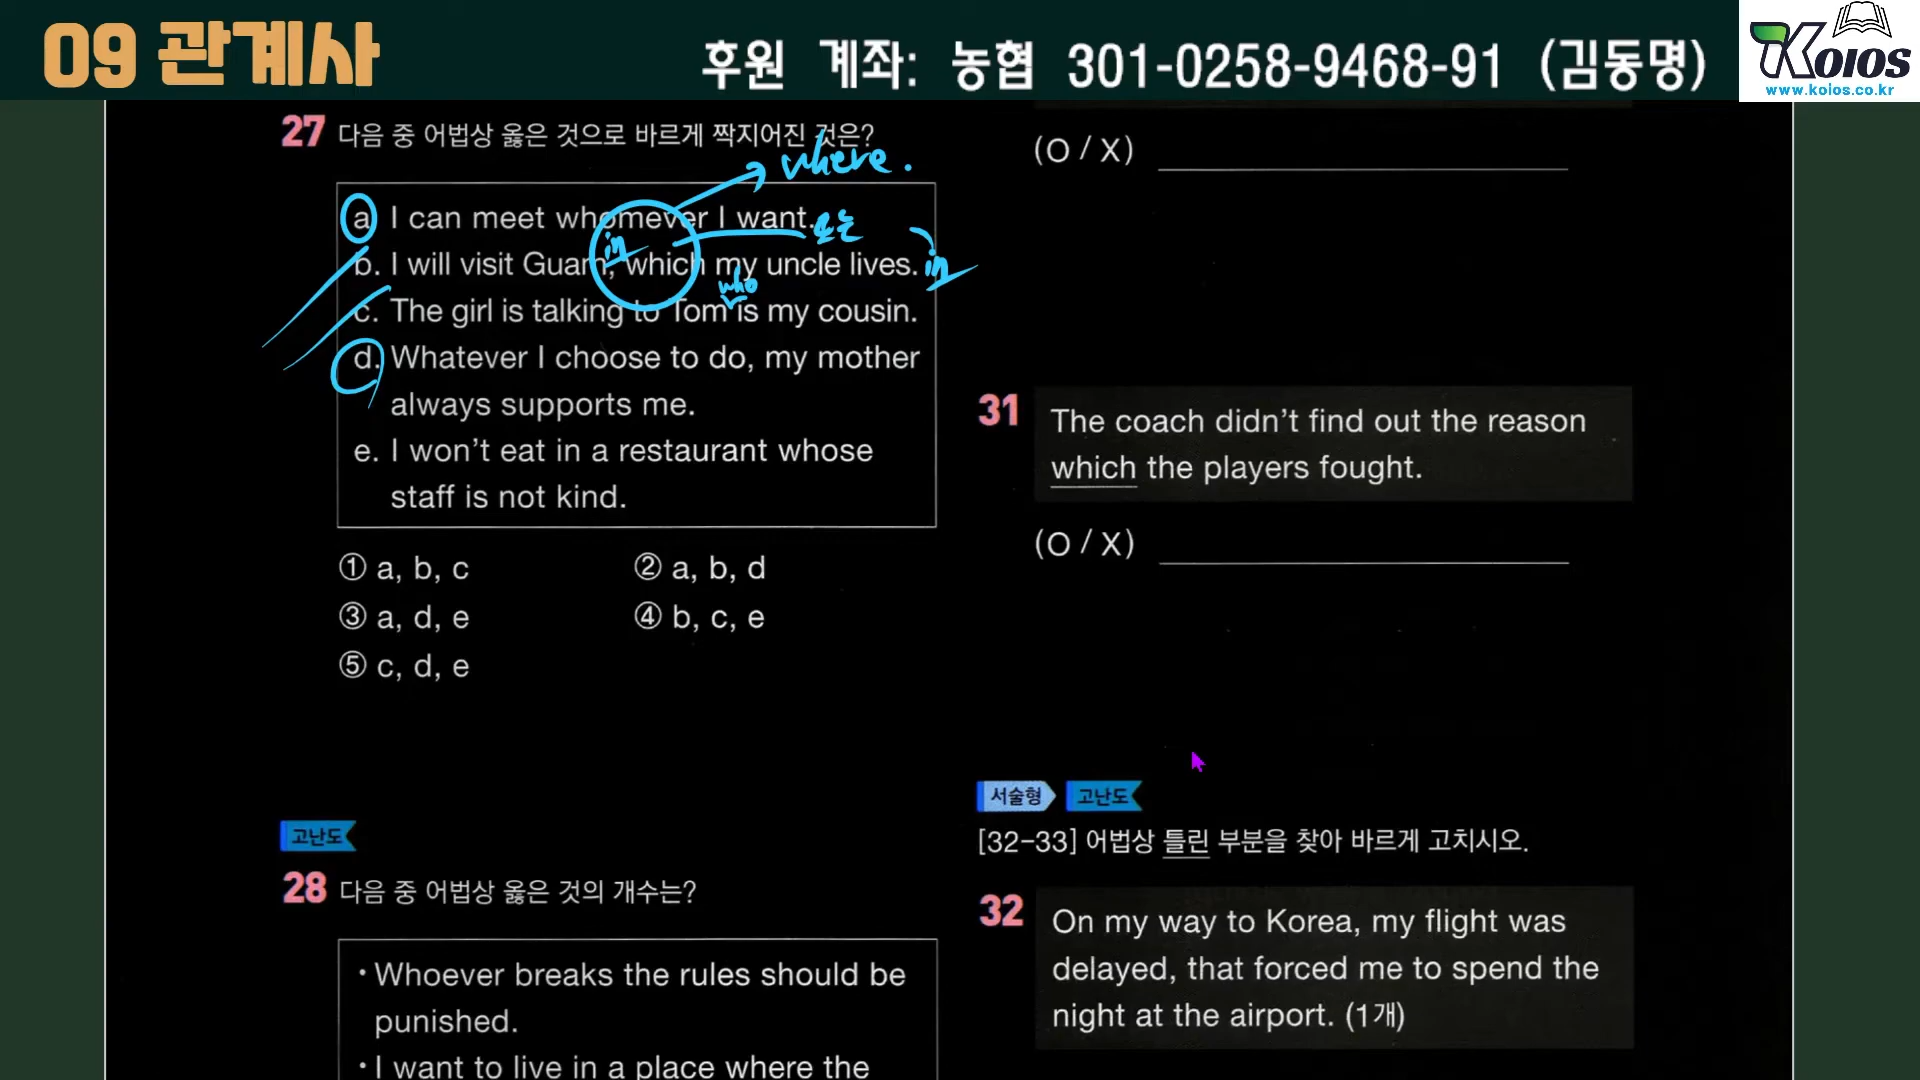 09 관계사
후원 계좌: 농협 301-0258-9468-91 (김동명)
KOIOS
www.koios.co.kr
27 다음 중 어법상 옳은 것으로 바르게 짝지어진 것은?
where.
a. I can meet whomever I want.
또는
in
b. I will visit Guam, which my uncle lives.
in
who
c. The girl is talking to Tom is my cousin.
d. Whatever I choose to do, my mother
always supports me.
e. I won't eat in a restaurant whose
staff is not kind.
① a, b, c ② a, b, d
③ a, d, e ④ b, c, e
⑤ c, d, e
고난도
28 다음 중 어법상 옳은 것의 개수는?
• Whoever breaks the rules should be
punished.
• I want to live in a place where the
(O / X)
31 The coach didn't find out the reason
which the players fought.
(O / X)
서술형 고난도
[32-33] 어법상 틀린 부분을 찾아 바르게 고치시오.
32 On my way to Korea, my flight was
delayed, that forced me to spend the
night at the airport. (1개)